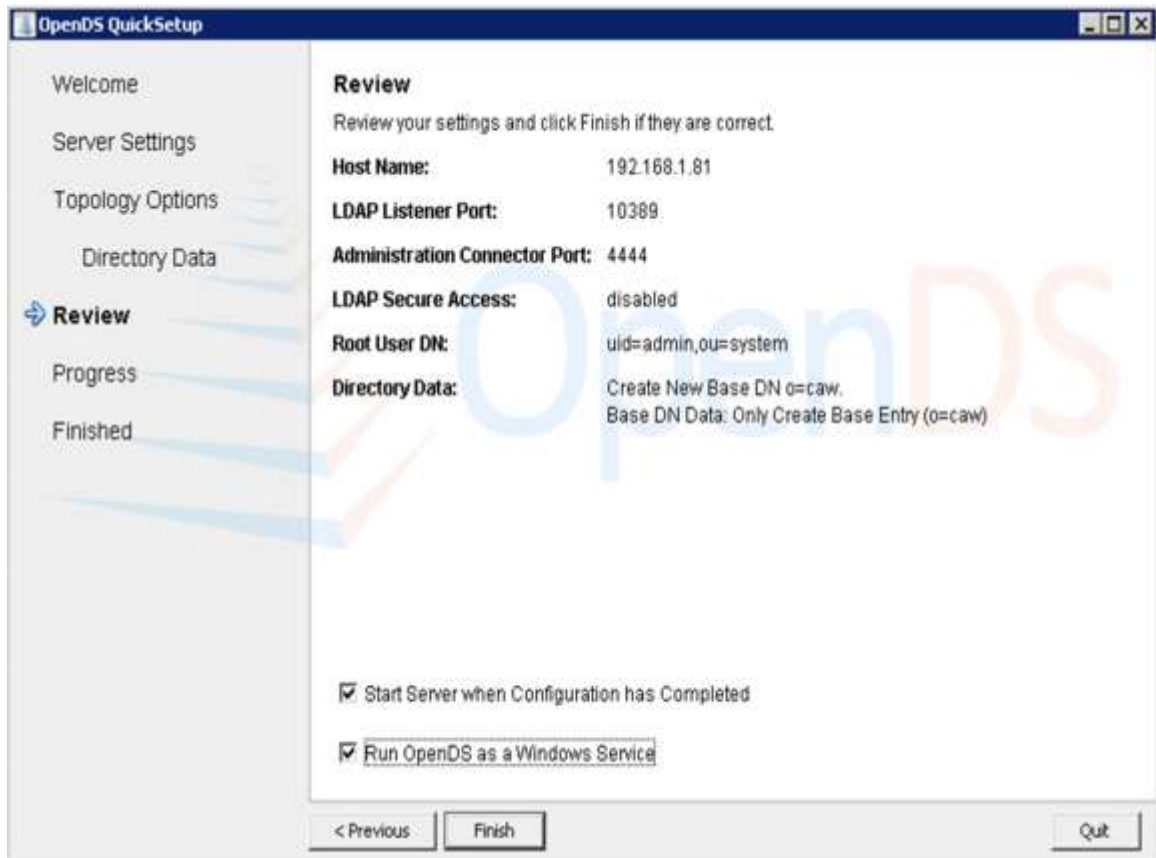 OpenDS QuickSetup
Welcome
Server Settings
Topology Options
Directory Data
Review
Progress
Finished
Review
Review your settings and click Finish if they are correct.
Host Name: 192.168.1.81
LDAP Listener Port: 10389
Administration Connector Port: 4444
LDAP Secure Access: disabled
Root User DN: uid=admin,ou=system
Directory Data: Create New Base DN o=caw.
Base DN Data: Only Create Base Entry (o=caw)
OpenDS
Start Server when Configuration has Completed
Run OpenDS as a Windows Service
< Previous Finish Quit